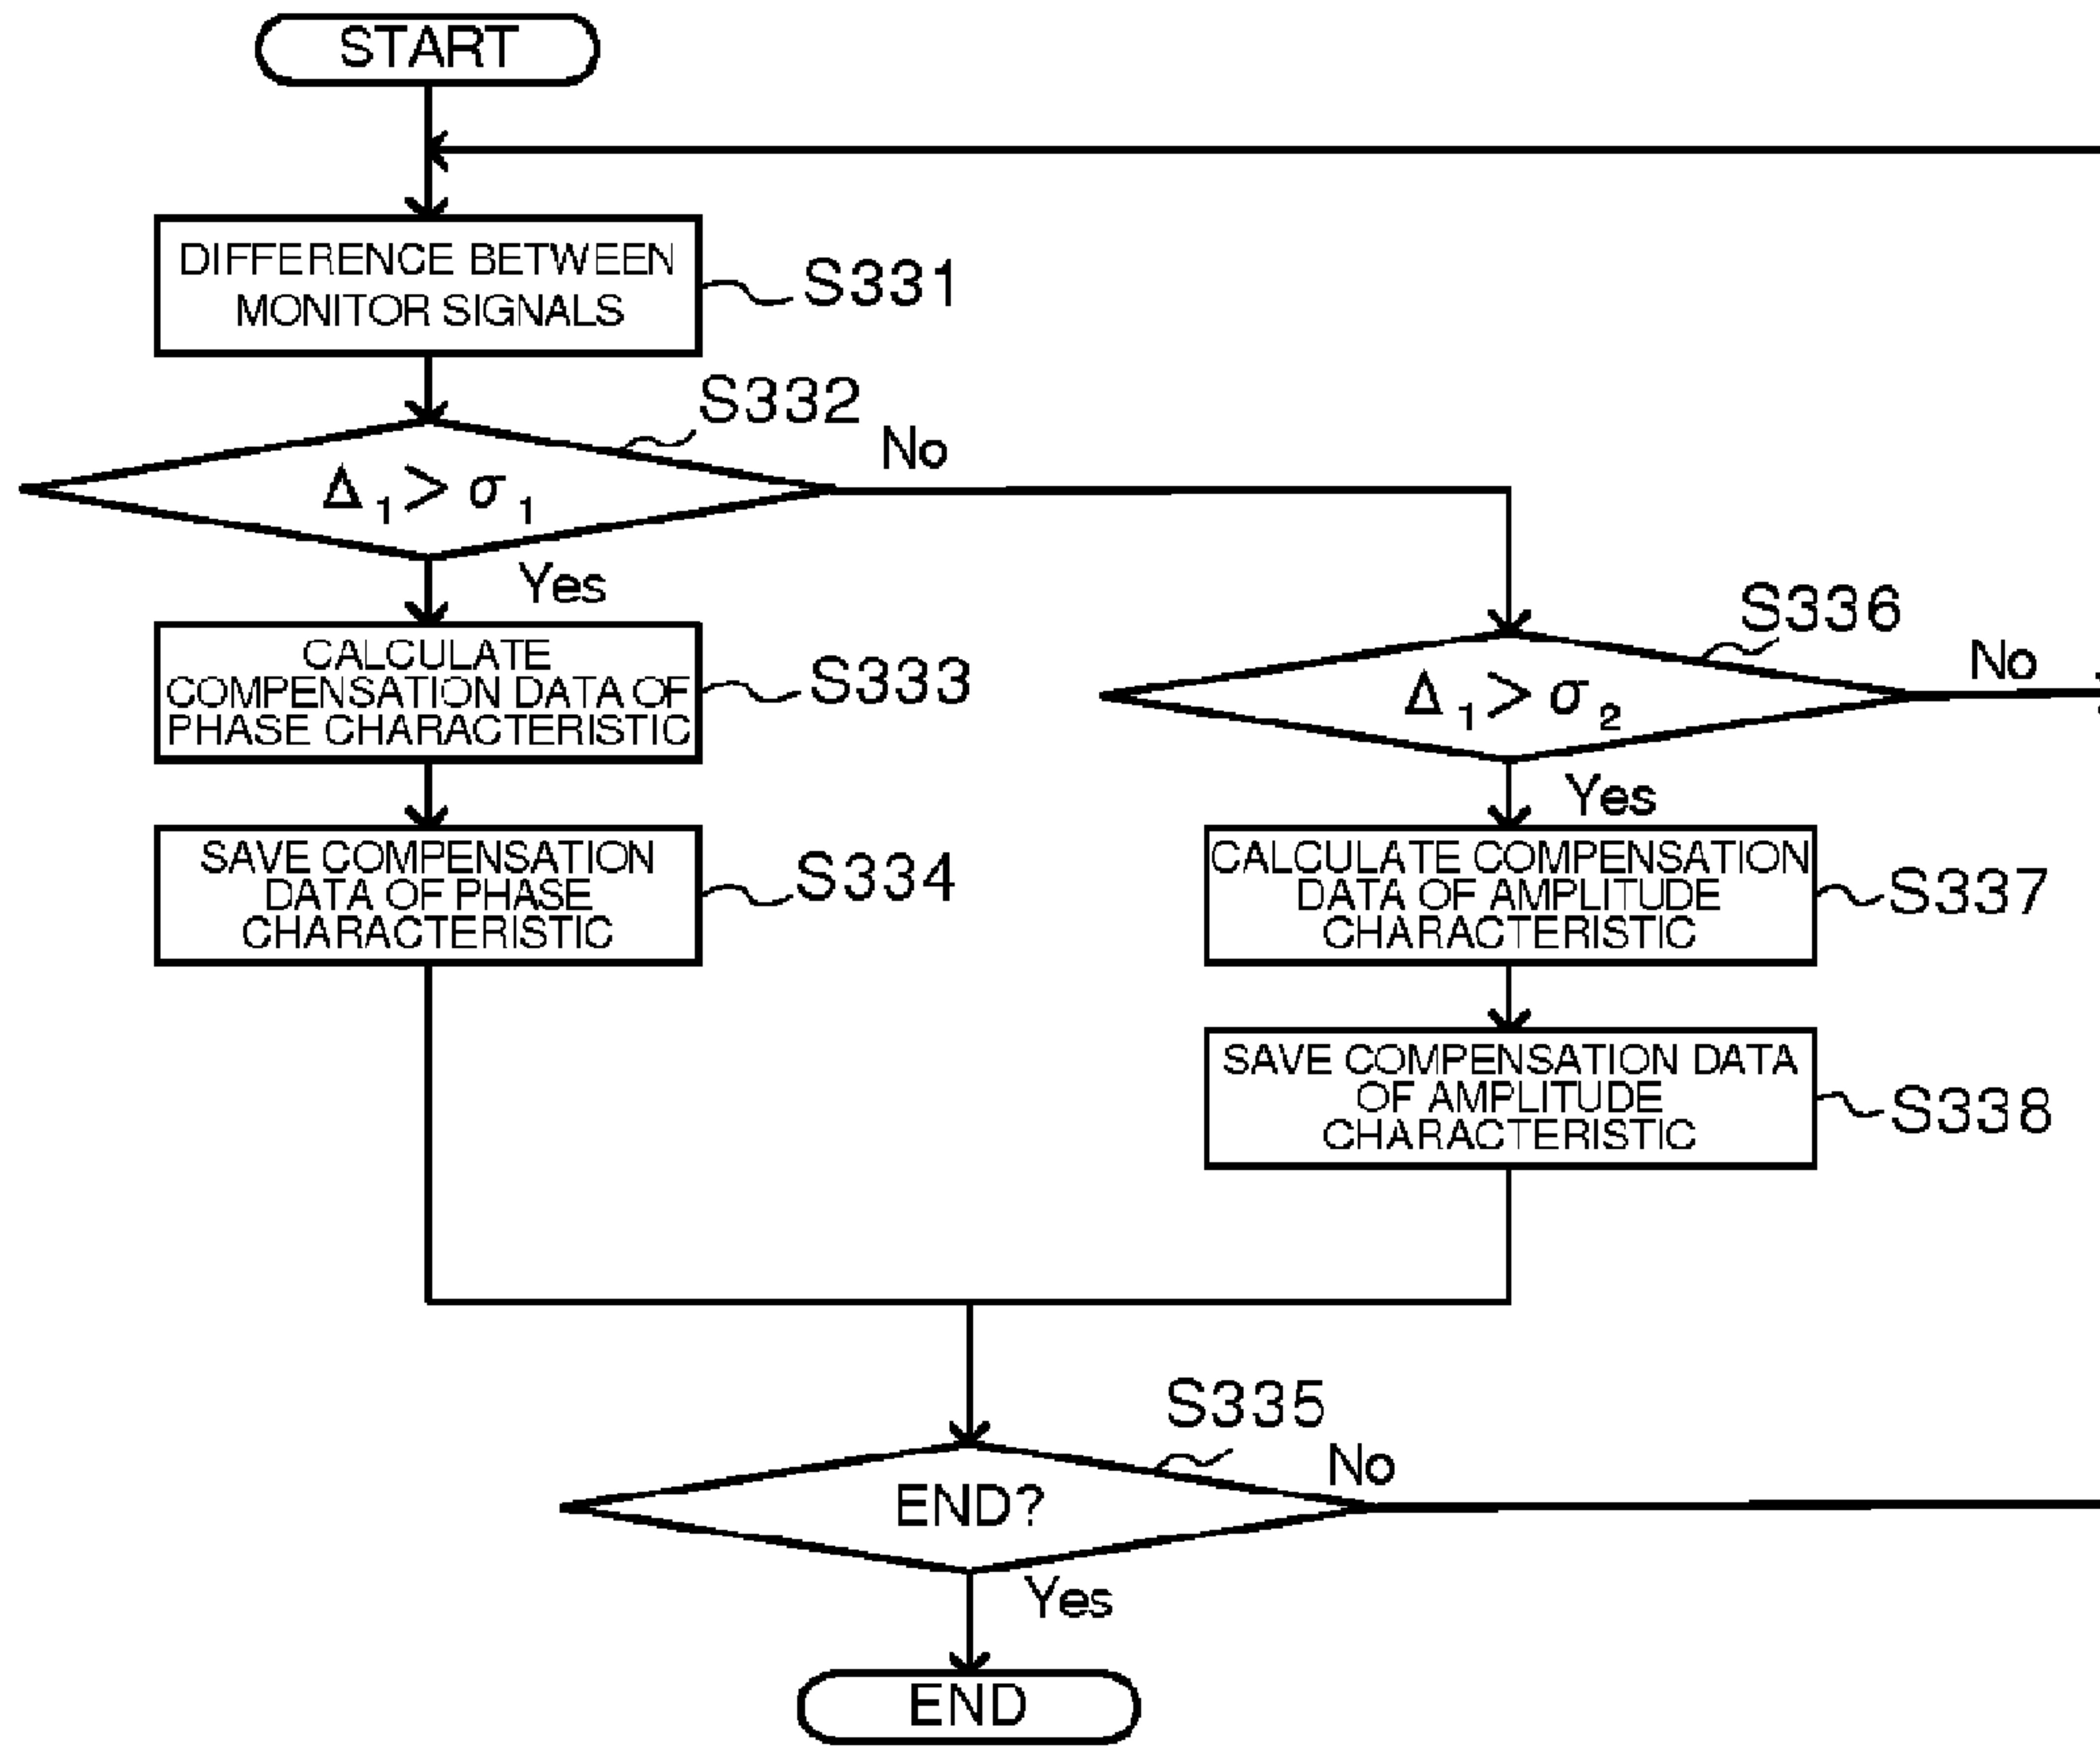 START
DIFFERENCE BETWEEN
MONITOR SIGNALS
S331
S332
Δ1> σ1
No
Yes
CALCULATE
COMPENSATION DATA OF
PHASE CHARACTERISTIC
S333
SAVE COMPENSATION
DATA OF PHASE
CHARACTERISTIC
S334
S336
Δ1> σ2
No
Yes
CALCULATE COMPENSATION
DATA OF AMPLITUDE
CHARACTERISTIC
S337
SAVE COMPENSATION DATA
OF AMPLITUDE
CHARACTERISTIC
S338
S335
END?
No
Yes
END